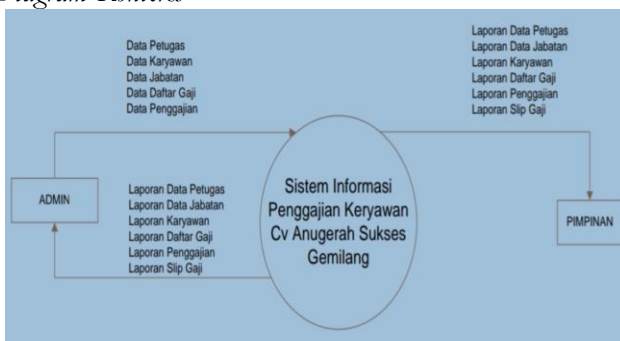 Diagram Konteks
Data Petugas
Data Karyawan
Data Jabatan
Data Daftar Gaji
Data Penggajian
Laporan Data Petugas
Laporan Data Jabatan
Laporan Karyawan
Laporan Daftar Gaji
Laporan Penggajian
Laporan Slip Gaji
ADMIN
Laporan Data Petugas
Laporan Data Jabatan
Laporan Karyawan
Laporan Daftar Gaji
Laporan Penggajian
Laporan Slip Gaji
Sistem Informasi
Penggajian Keryawan
Cv Anugerah Sukses
Gemilang
PIMPINAN